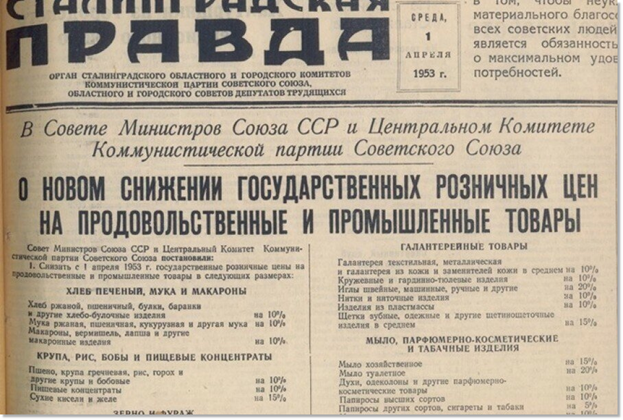 СТАЛИНГРАДСКАЯ
ПРАВДА
ОРГАН СТАЛИНГРАДСКОГО ОБЛАСТНОГО И ГОРОДСКОГО КОМИТЕТОВ
КОММУНИСТИЧЕСКОЙ ПАРТИИ СОВЕТСКОГО СОЮЗА,
ОБЛАСТНОГО И ГОРОДСКОГО СОВЕТОВ ДЕПУТАТОВ ТРУДЯЩИХСЯ
СРЕДА,
1
АПРЕЛЯ
1953 г.
в том, чтобы
материального
всех советских людей
является обязанность
о максимальном
потребностей.
В Совете Министров Союза ССР и Центральном Комитете
Коммунистической партии Советского Союза
О НОВОМ СНИЖЕНИИ ГОСУДАРСТВЕННЫХ РОЗНИЧНЫХ ЦЕН
НА ПРОДОВОЛЬСТВЕННЫЕ И ПРОМЫШЛЕННЫЕ ТОВАРЫ
Совет Министров Союза ССР и Центральный Комитет Коммуни-
стической партии Советского Союза постановили:
1. Снизить с 1 апреля 1953 г. государственные розничные цены на
продовольственные и промышленные товары в следующих размерах:
ХЛЕБ ПЕЧЕНЫЙ, МУКА И МАКАРОНЫ
Хлеб ржаной, пшеничный, булки, баранки
и другие хлебо-булочные изделия на 10%
Мука ржаная, пшеничная, кукурузная и другая мука на 10%
Макароны, вермишель, лапша и другие
макаронные изделия на 10%
КРУПА, РИС, БОБЫ И ПИЩЕВЫЕ КОНЦЕНТРАТЫ
Пшено, крупа гречневая, рис, горох и
другие крупы и бобовые на 10%
Пищевые концентраты на 10%
Сухие кисели и желе на 15%
ЗЕРНО И ФУРАЖ
ГАЛАНТЕРЕЙНЫЕ ТОВАРЫ
Галантерея текстильная, металлическая
и галантерея из кожи и заменителей кожи в среднем на 10%
Кружевные и гардинно-тюлевые изделия на 10%
Иглы швейные, машинные, ручные и другие на 20%
Нитки и ниточные изделия на 10%
Изделия из пластмассы на 10%
Щетки зубные, одежные и другие щетинощеточные
изделия в среднем на 15%
МЫЛО, ПАРФЮМЕРНО-КОСМЕТИЧЕСКИЕ
И ТАБАЧНЫЕ ИЗДЕЛИЯ
Мыло хозяйственное на 15%
Мыло туалетное на 20%
Духи, одеколоны и другие парфюмерно-
косметические товары на 10%
Папиросы высших сортов на 10%
Папиросы других сортов, сигареты и табаки на 5%